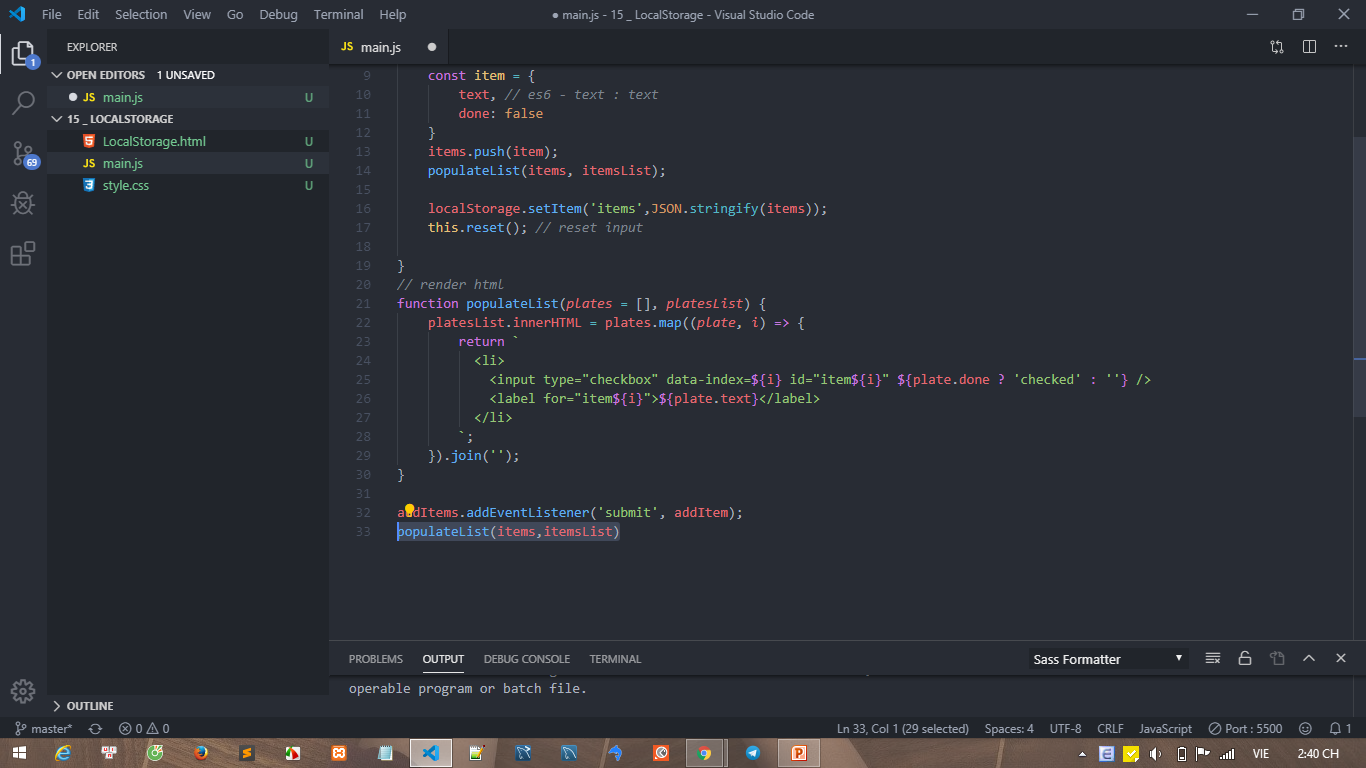 File Edit Selection View Go Debug Terminal Help ● main.js - 15 _ LocalStorage - Visual Studio Code
EXPLORER
JS main.js
OPEN EDITORS 1 UNSAVED
JS main.js U
15 _ LOCALSTORAGE
LocalStorage.html U
JS main.js U
style.css U
1
69
9 const item = {
10 text, // es6 - text : text
11 done: false
12 }
13 items.push(item);
14 populateList(items, itemsList);
15
16 localStorage.setItem('items',JSON.stringify(items));
17 this.reset(); // reset input
18
19 }
20 // render html
21 function populateList(plates = [], platesList) {
22 platesList.innerHTML = plates.map((plate, i) => {
23 return `
24 <li>
25 <input type="checkbox" data-index=${i} id="item${i}" ${plate.done ? 'checked' : ''} />
26 <label for="item${i}">${plate.text}</label>
27 </li>
28 `;
29 }).join('');
30 }
31
32 addItems.addEventListener('submit', addItem);
33 populateList(items,itemsList)
PROBLEMS OUTPUT DEBUG CONSOLE TERMINAL Sass Formatter
operable program or batch file.
OUTLINE
master* 0 0 Ln 33, Col 1 (29 selected) Spaces: 4 UTF-8 CRLF JavaScript Port : 5500 1
VIE 2:40 CH